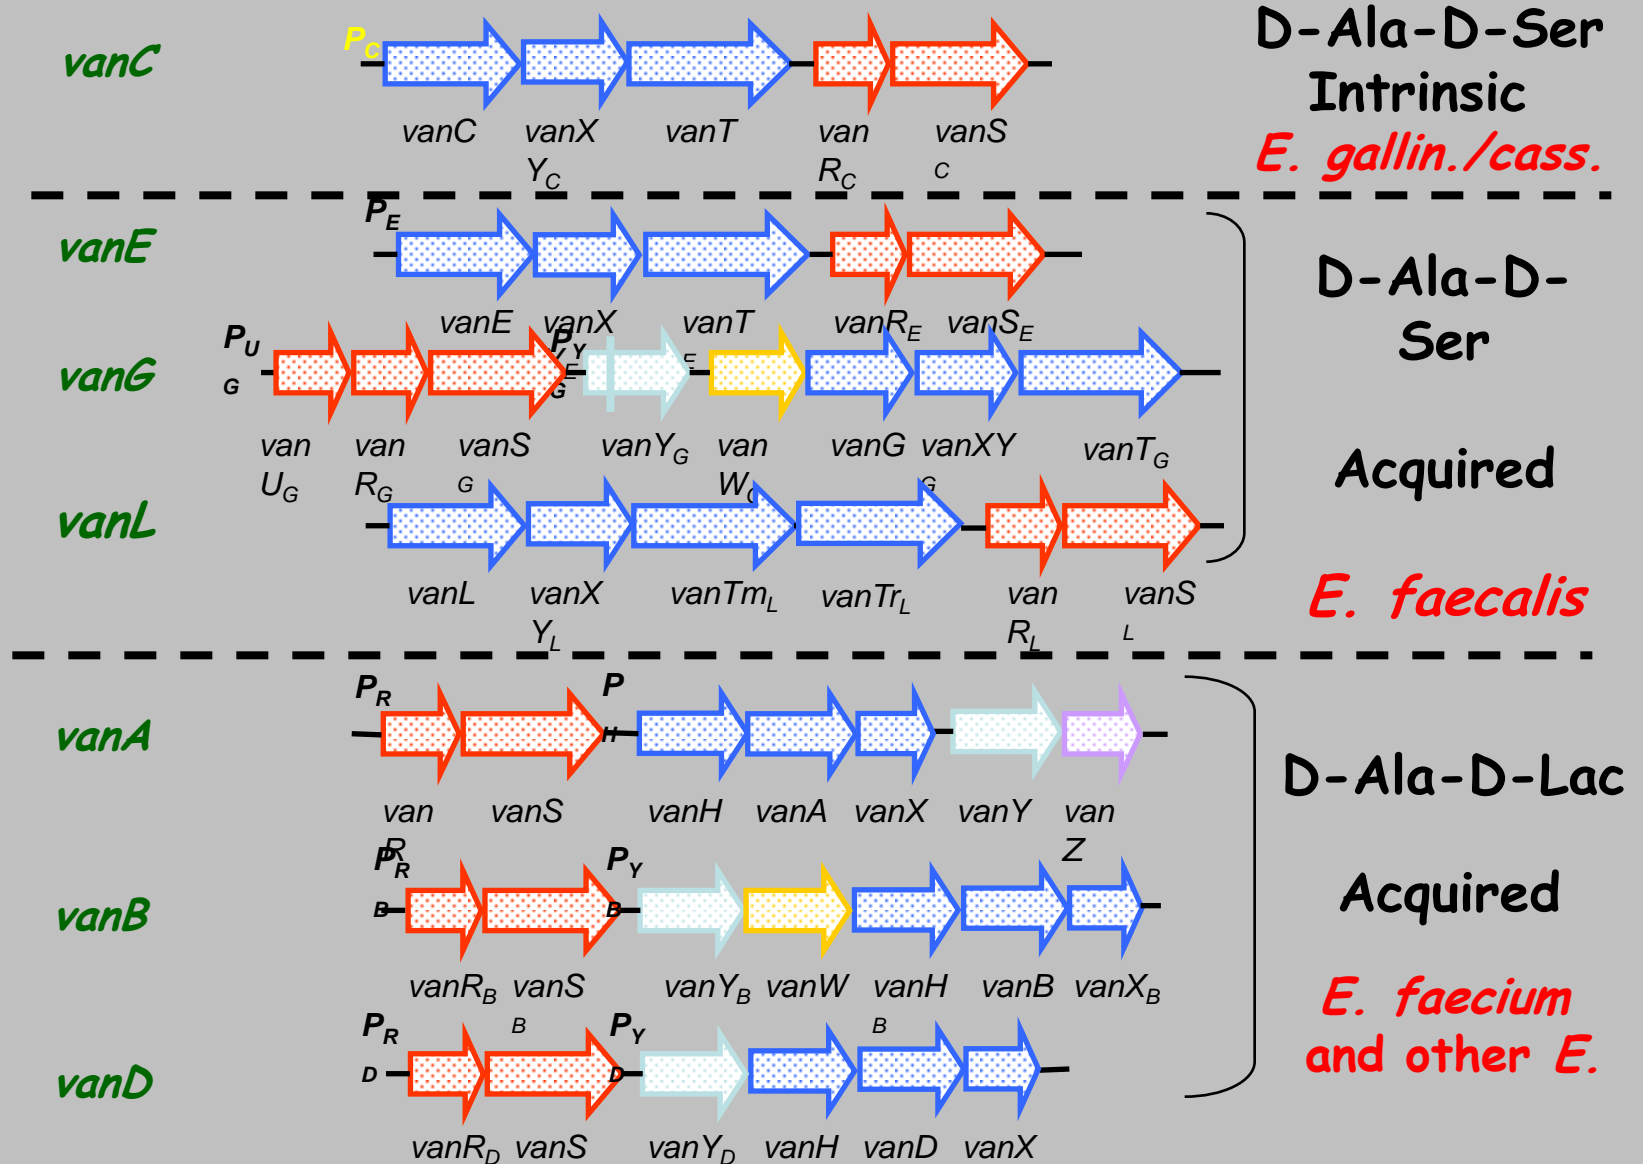 vanC
P_C
vanC vanX vanT van vanS
Y_C R_C C
D-Ala-D-Ser
Intrinsic
E. gallin./cass.
vanE
P_E
vanE vanX vanT vanR_E vanS_E
E E
vanG
P_U P_Y
G G
van van vanS vanY_G van vanG vanXY vanT_G
U_G R_G G W_G G
vanL
vanL vanX vanTm_L vanTr_L van vanS
Y_L R_L L
D-Ala-D-
Ser
Acquired
E. faecalis
vanA
P_R P
H
van vanS vanH vanA vanX vanY van
R Z
vanB
P_R P_Y
B B
vanR_B vanS vanY_B vanW vanH vanB vanX_B
B B
vanD
P_R P_Y
D D
vanR_D vanS vanY_D vanH vanD vanX
D-Ala-D-Lac
Acquired
E. faecium
and other E.